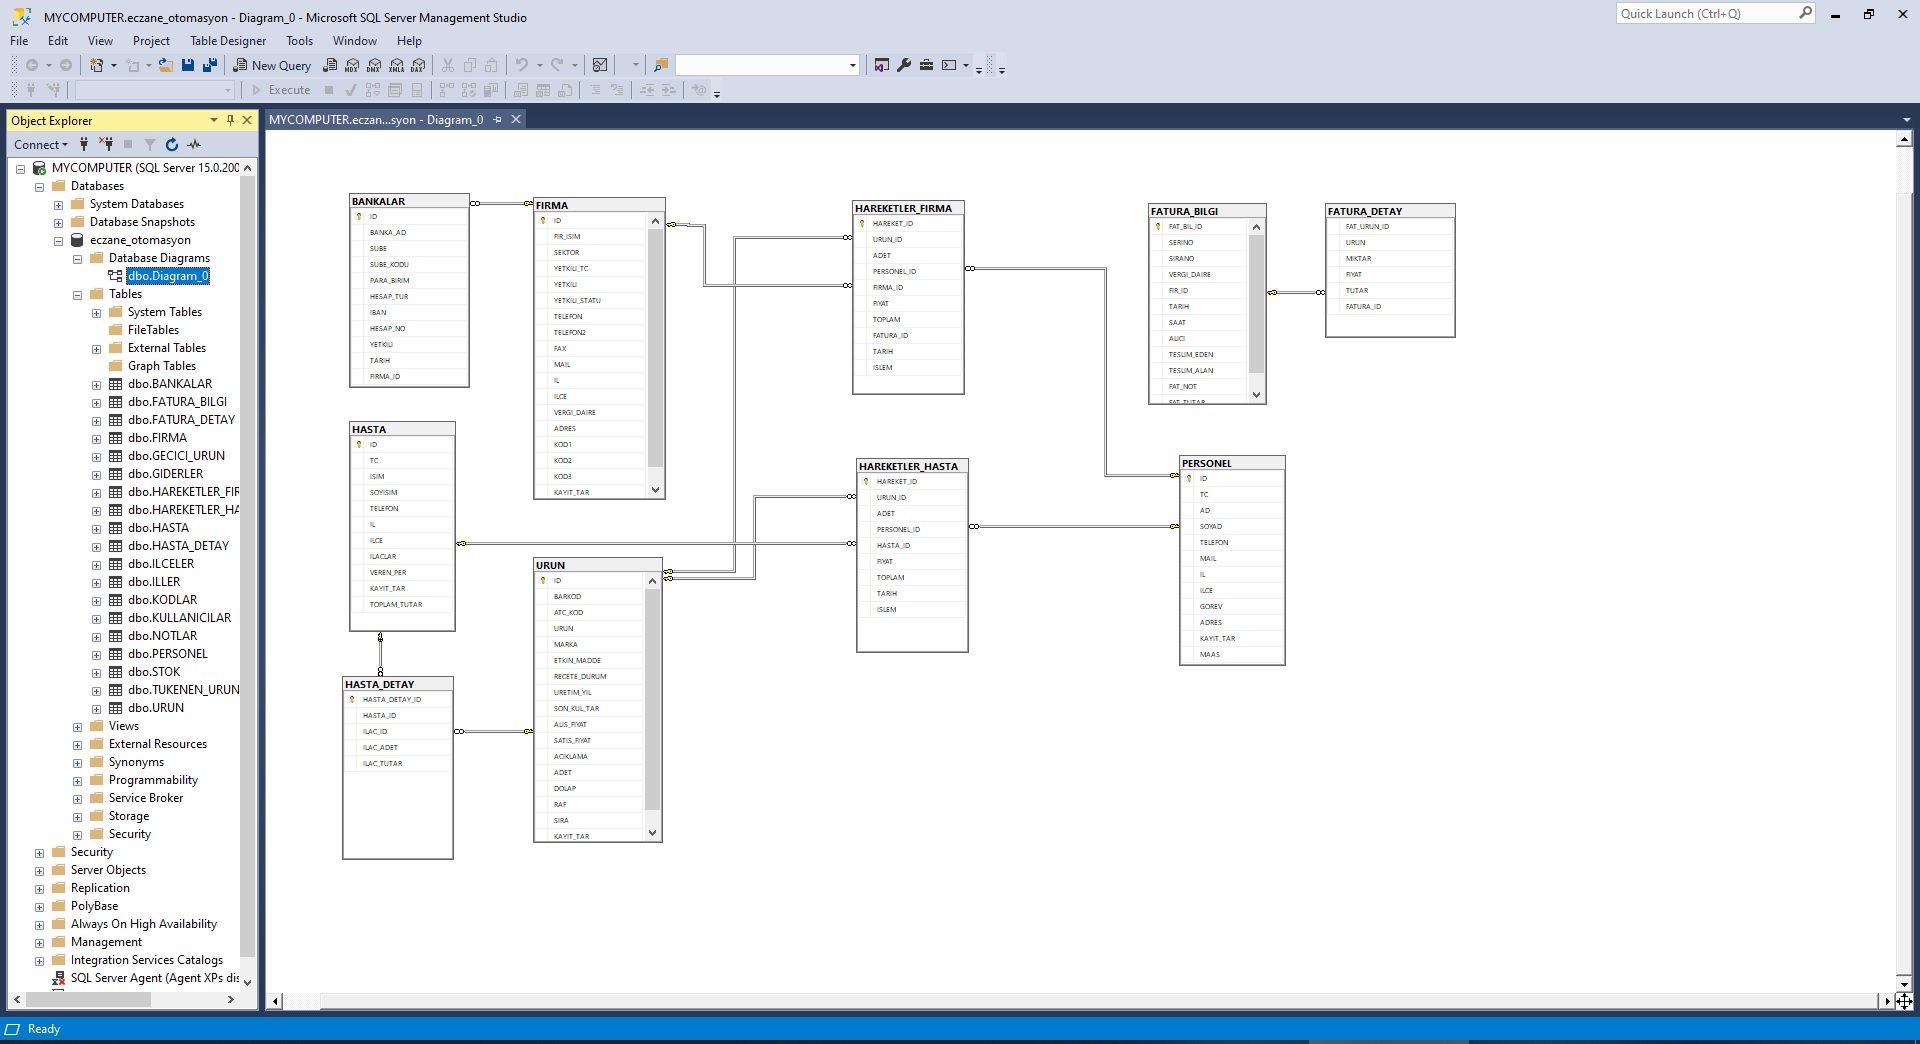 MYCOMPUTER.eczane_otomasyon - Diagram_0 - Microsoft SQL Server Management Studio
Quick Launch (Ctrl+Q)
File Edit View Project Table Designer Tools Window Help
New Query MDX DMX XMLA DAX
Execute
Object Explorer
Connect
MYCOMPUTER (SQL Server 15.0.200
Databases
System Databases
Database Snapshots
eczane_otomasyon
Database Diagrams
dbo.Diagram_0
Tables
System Tables
FileTables
External Tables
Graph Tables
dbo.BANKALAR
dbo.FATURA_BILGI
dbo.FATURA_DETAY
dbo.FIRMA
dbo.GECICI_URUN
dbo.GIDERLER
dbo.HAREKETLER_FIR
dbo.HAREKETLER_HA
dbo.HASTA
dbo.HASTA_DETAY
dbo.ILCELER
dbo.ILLER
dbo.KODLAR
dbo.KULLANICILAR
dbo.NOTLAR
dbo.PERSONEL
dbo.STOK
dbo.TUKENEN_URUN
dbo.URUN
Views
External Resources
Synonyms
Programmability
Service Broker
Storage
Security
Security
Server Objects
Replication
PolyBase
Always On High Availability
Management
Integration Services Catalogs
SQL Server Agent (Agent XPs dis
MYCOMPUTER.eczan...syon - Diagram_0
BANKALAR
ID
BANKA_AD
SUBE
SUBE_KODU
PARA_BIRIM
HESAP_TUR
IBAN
HESAP_NO
YETKILI
TARIH
FIRMA_ID
FIRMA
ID
FIR_ISIM
SEKTOR
YETKILI_TC
YETKILI
YETKILI_STATU
TELEFON
TELEFON2
FAX
MAIL
IL
ILCE
VERGI_DAIRE
ADRES
KOD1
KOD2
KOD3
KAYIT_TAR
HAREKETLER_FIRMA
HAREKET_ID
URUN_ID
ADET
PERSONEL_ID
FIRMA_ID
FIYAT
TOPLAM
FATURA_ID
TARIH
ISLEM
FATURA_BILGI
FAT_BIL_ID
SERINO
SIRANO
VERGI_DAIRE
FIR_ID
TARIH
SAAT
ALICI
TESLIM_EDEN
TESLIM_ALAN
FAT_NOT
FAT_TUTAR
FATURA_DETAY
FAT_URUN_ID
URUN
MIKTAR
FIYAT
TUTAR
FATURA_ID
HASTA
ID
TC
ISIM
SOYISIM
TELEFON
IL
ILCE
ILACLAR
VEREN_PER
KAYIT_TAR
TOPLAM_TUTAR
HAREKETLER_HASTA
HAREKET_ID
URUN_ID
ADET
PERSONEL_ID
HASTA_ID
FIYAT
TOPLAM
TARIH
ISLEM
PERSONEL
ID
TC
AD
SOYAD
TELEFON
MAIL
IL
ILCE
GOREV
ADRES
KAYIT_TAR
MAAS
URUN
ID
BARKOD
ATC_KOD
URUN
MARKA
ETKIN_MADDE
RECETE_DURUM
URETIM_YIL
SON_KUL_TAR
ALIS_FIYAT
SATIS_FIYAT
ACIKLAMA
ADET
DOLAP
RAF
SIRA
KAYIT_TAR
HASTA_DETAY
HASTA_DETAY_ID
HASTA_ID
ILAC_ID
ILAC_ADET
ILAC_TUTAR
Ready